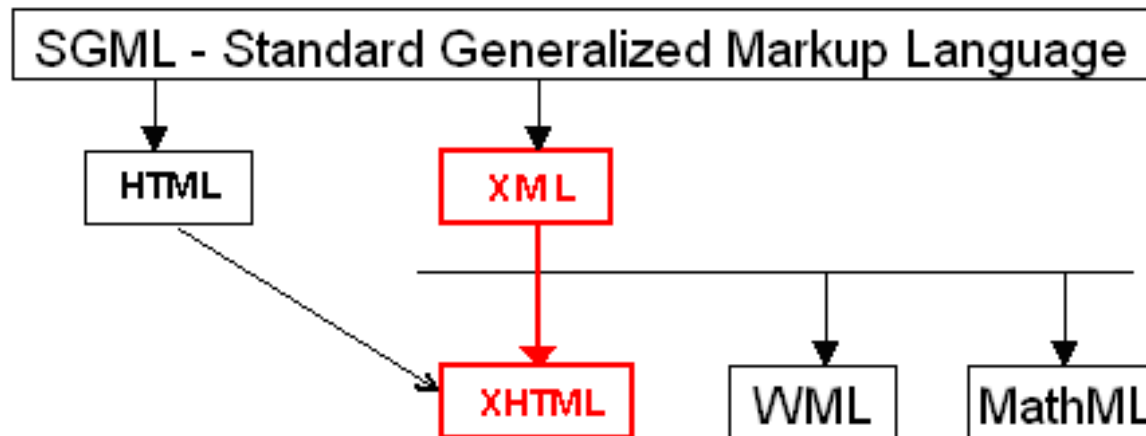 SGML - Standard Generalized Markup Language
HTML
XML
XHTML
WML
MathML